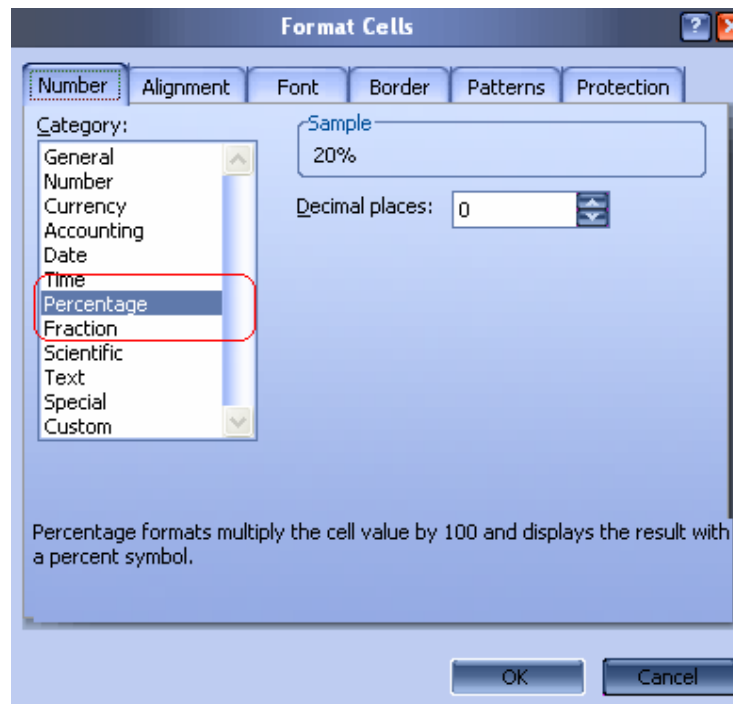 Format Cells
?
Number Alignment Font Border Patterns Protection
Category:
General
Number
Currency
Accounting
Date
Time
Percentage
Fraction
Scientific
Text
Special
Custom
Sample
20%
Decimal places: 0
Percentage formats multiply the cell value by 100 and displays the result with
a percent symbol.
OK Cancel